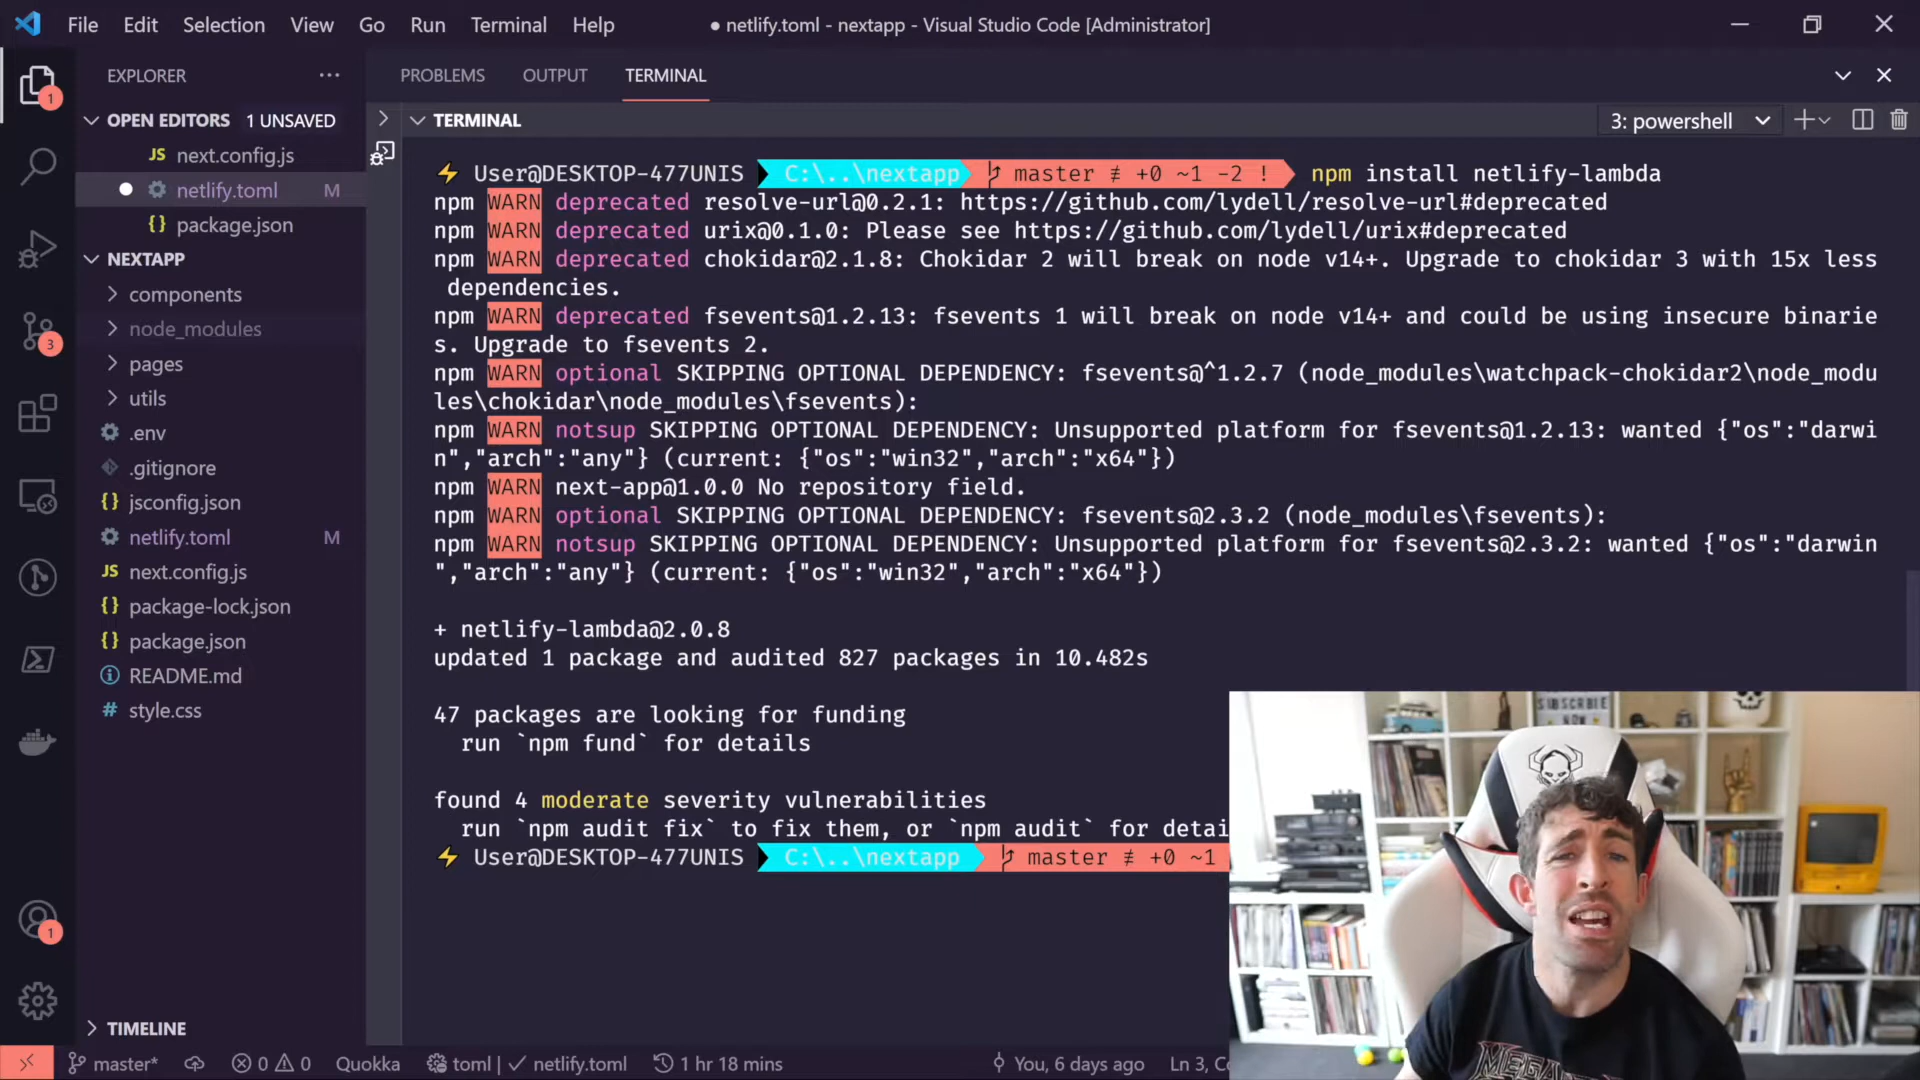 File Edit Selection View Go Run Terminal Help
● netlify.toml - nextapp - Visual Studio Code [Administrator]
EXPLORER ···
PROBLEMS OUTPUT TERMINAL
OPEN EDITORS 1 UNSAVED
JS next.config.js
netlify.toml M
{} package.json
NEXTAPP
components
node_modules
pages
utils
.env
.gitignore
{} jsconfig.json
netlify.toml M
JS next.config.js
{} package-lock.json
{} package.json
README.md
# style.css
TIMELINE
1
3
1
TERMINAL
3: powershell
User@DESKTOP-477UNIS C:\..\nextapp master ≢ +0 ~1 -2 ! npm install netlify-lambda
npm WARN deprecated resolve-url@0.2.1: https://github.com/lydell/resolve-url#deprecated
npm WARN deprecated urix@0.1.0: Please see https://github.com/lydell/urix#deprecated
npm WARN deprecated chokidar@2.1.8: Chokidar 2 will break on node v14+. Upgrade to chokidar 3 with 15x less
dependencies.
npm WARN deprecated fsevents@1.2.13: fsevents 1 will break on node v14+ and could be using insecure binarie
s. Upgrade to fsevents 2.
npm WARN optional SKIPPING OPTIONAL DEPENDENCY: fsevents@^1.2.7 (node_modules\watchpack-chokidar2\node_modu
les\chokidar\node_modules\fsevents):
npm WARN notsup SKIPPING OPTIONAL DEPENDENCY: Unsupported platform for fsevents@1.2.13: wanted {"os":"darwi
n","arch":"any"} (current: {"os":"win32","arch":"x64"})
npm WARN next-app@1.0.0 No repository field.
npm WARN optional SKIPPING OPTIONAL DEPENDENCY: fsevents@2.3.2 (node_modules\fsevents):
npm WARN notsup SKIPPING OPTIONAL DEPENDENCY: Unsupported platform for fsevents@2.3.2: wanted {"os":"darwin
","arch":"any"} (current: {"os":"win32","arch":"x64"})
+ netlify-lambda@2.0.8
updated 1 package and audited 827 packages in 10.482s
47 packages are looking for funding
run `npm fund` for details
found 4 moderate severity vulnerabilities
run `npm audit fix` to fix them, or `npm audit` for detai
User@DESKTOP-477UNIS C:\..\nextapp master ≢ +0 ~1
SUBSCRIBE
NOW
master* 0 0 Quokka toml | netlify.toml 1 hr 18 mins You, 6 days ago Ln 3, C